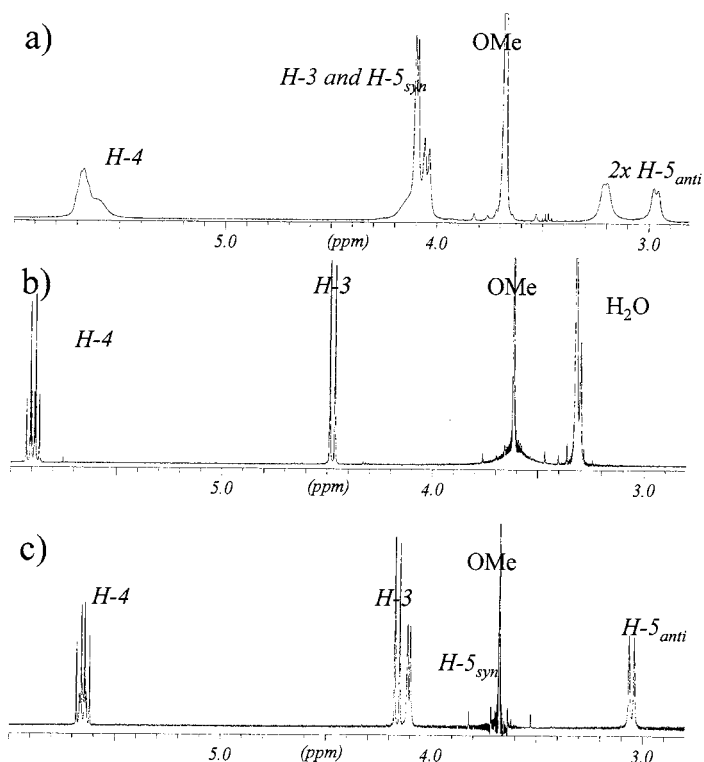 a)
OMe
H-3 and H-5syn
H-4
2x H-5anti
5.0 (ppm) 4.0 3.0
b)
H-3
OMe
H2O
H-4
5.0 (ppm) 4.0 3.0
c)
OMe
H-4
H-3
H-5anti
H-5syn
5.0 (ppm) 4.0 3.0